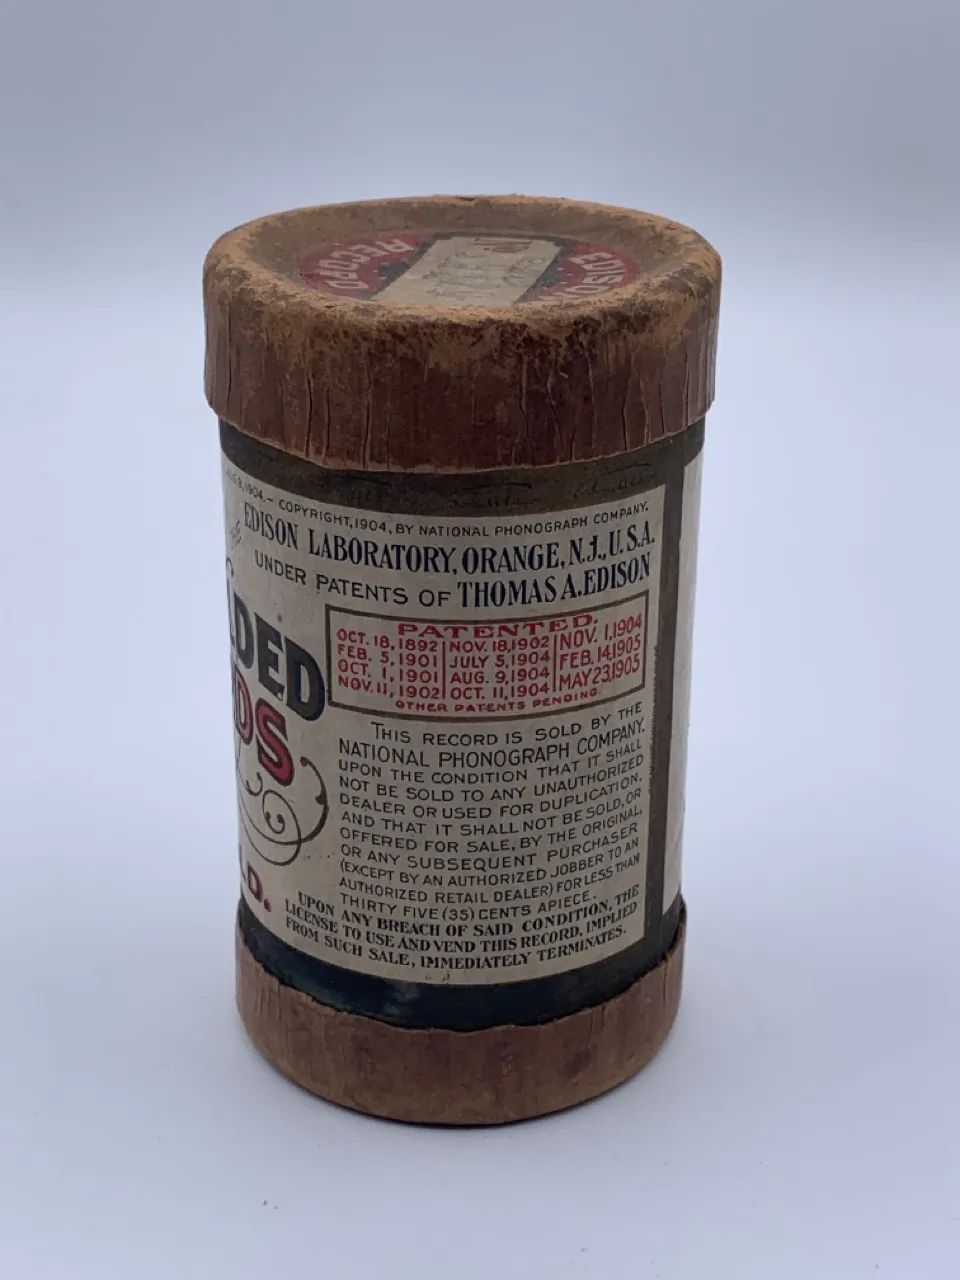 RECORD
EDISON
AUG 9, 1904.— COPYRIGHT, 1904, BY NATIONAL PHONOGRAPH COMPANY.
THE
EDISON LABORATORY, ORANGE, N.J., U.S.A.
UNDER PATENTS OF THOMAS A. EDISON
LDED
DS
D.
PATENTED.
OCT. 18, 1892 NOV. 18, 1902 NOV. 1, 1904
FEB. 5, 1901 JULY 5, 1904 FEB. 14, 1905
OCT. 1, 1901 AUG. 9, 1904 MAY 23, 1905
NOV. 11, 1902 OCT. 11, 1904
OTHER PATENTS PENDING.
THIS RECORD IS SOLD BY THE
NATIONAL PHONOGRAPH COMPANY,
UPON THE CONDITION THAT IT SHALL
NOT BE SOLD TO ANY UNAUTHORIZED
DEALER OR USED FOR DUPLICATION,
AND THAT IT SHALL NOT BE SOLD, OR
OFFERED FOR SALE, BY THE ORIGINAL,
OR ANY SUBSEQUENT PURCHASER
(EXCEPT BY AN AUTHORIZED JOBBER TO AN
AUTHORIZED RETAIL DEALER) FOR LESS THAN
THIRTY FIVE (35) CENTS APIECE.
UPON ANY BREACH OF SAID CONDITION, THE
LICENSE TO USE AND VEND THIS RECORD, IMPLIED
FROM SUCH SALE, IMMEDIATELY TERMINATES.